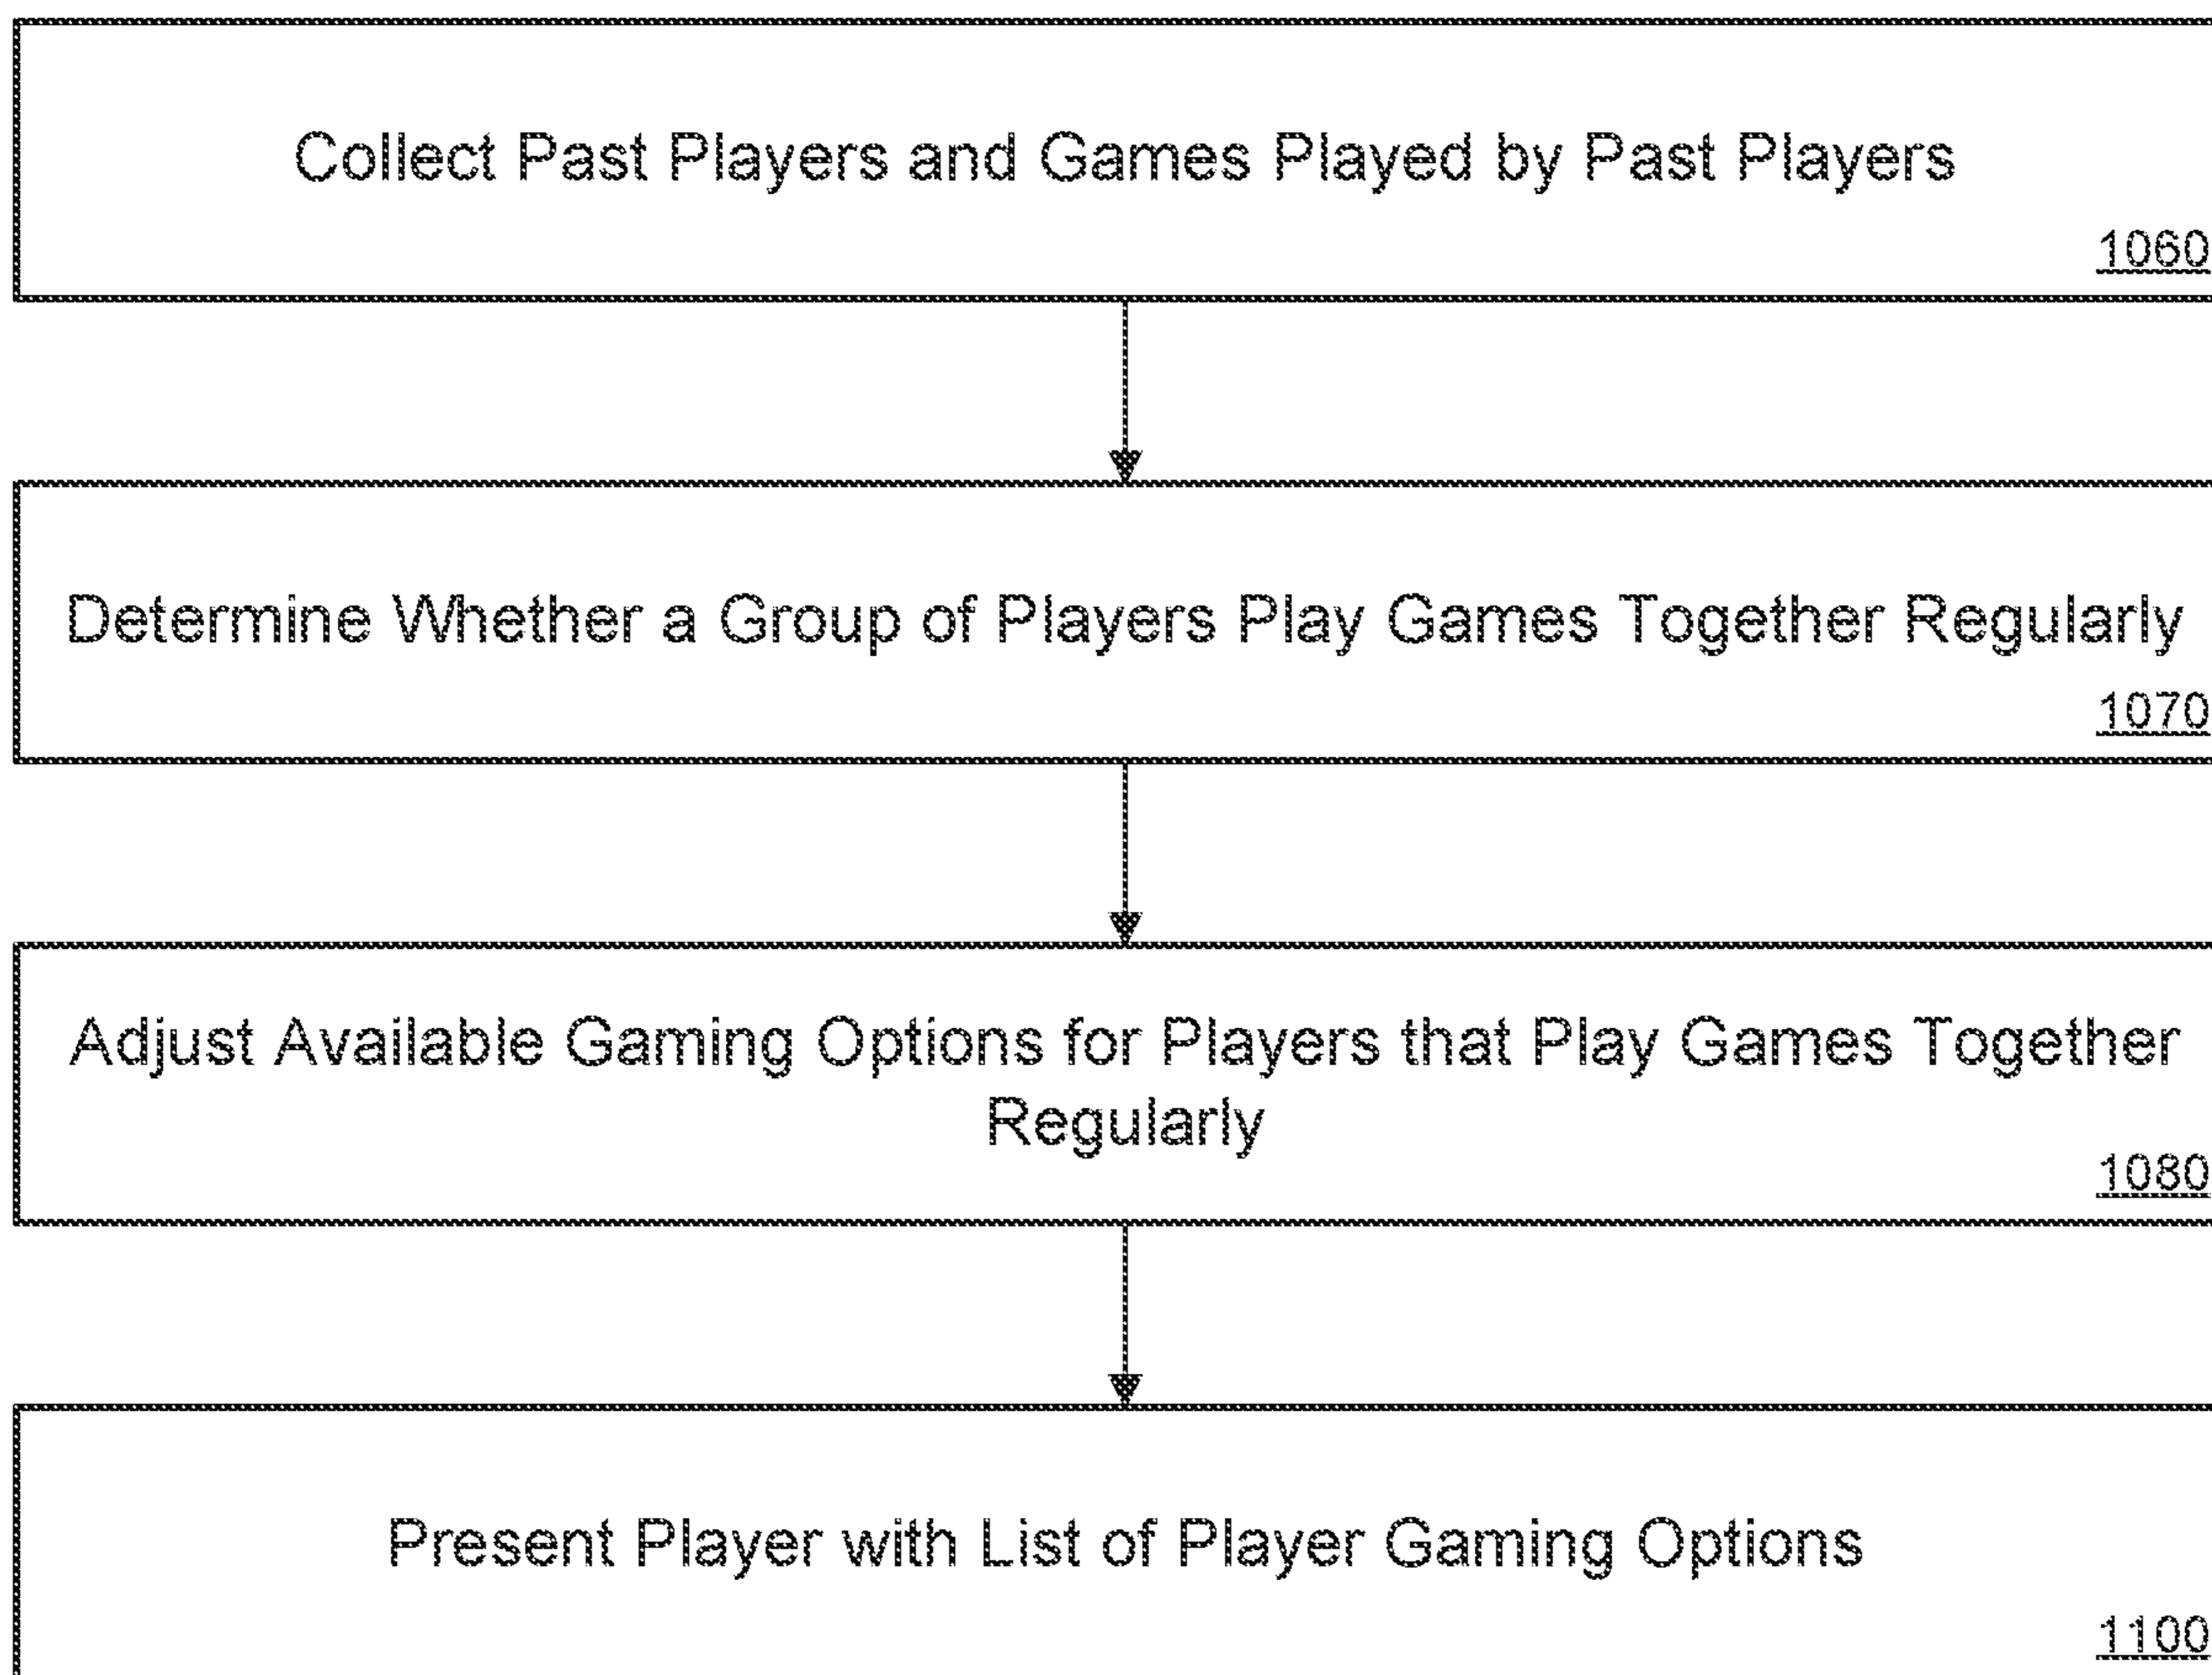 Collect Past Players and Games Played by Past Players
1060
Determine Whether a Group of Players Play Games Together Regularly
1070
Adjust Available Gaming Options for Players that Play Games Together
Regularly
1080
Present Player with List of Player Gaming Options
1100